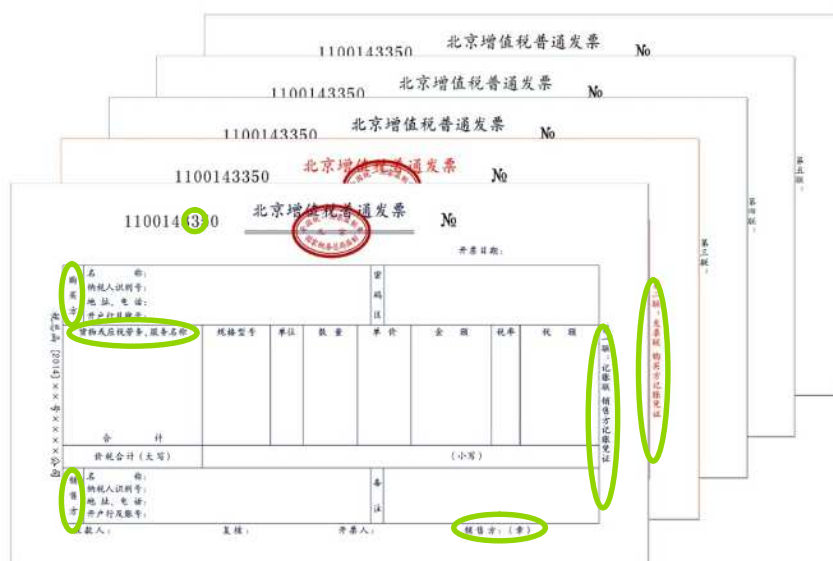 1100143350 北京增值税普通发票 №
1100143350 北京增值税普通发票 №
1100143350 北京增值税普通发票 №
1100143350 北京增值税普通发票 №
1100143350 北京增值税普通发票 №
开票日期：
购买方
名 称：
纳税人识别号：
地 址、电 话：
开户行及账号：
密码区
货物或应税劳务、服务名称 规格型号 单位 数 量 单 价 金 额 税率 税 额
合 计
价税合计（大写） （小写）
销售方
名 称：
纳税人识别号：
地 址、电 话：
开户行及账号：
备注
款人： 复核： 开票人： 销售方：（章）
[2014]××号××××公司
一联：记账联 销售方记账凭证
二联：发票联 购买方记账凭证
第三联：
第四联：
第五联：